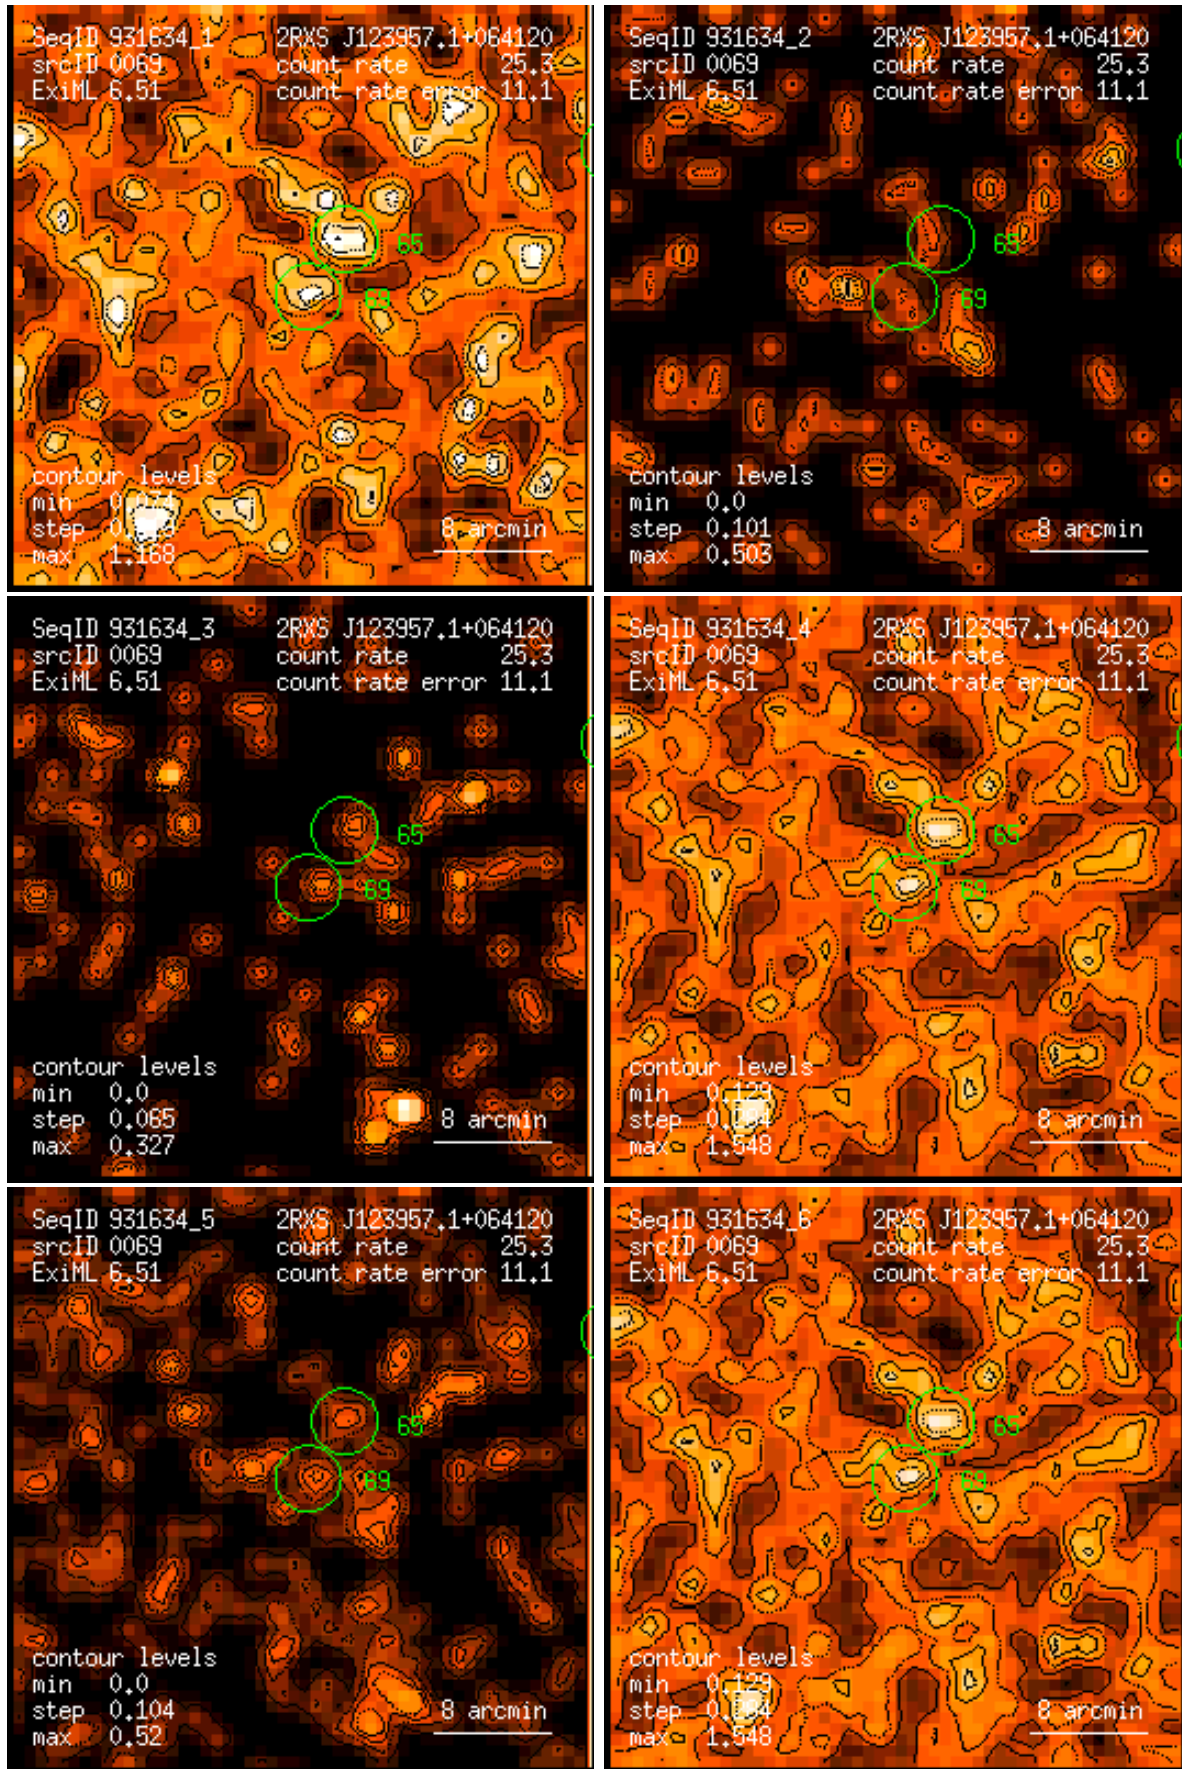 SeqID 931634_1 2RXS J123957.1+064120
srcID 0069 count rate 25.3
ExiML 6.51 count rate error 11.1
65
69
contour levels
min 0.074
step
max 1.168
8 arcmin
SeqID 931634_2 2RXS J123957.1+064120
srcID 0069 count rate 25.3
ExiML 6.51 count rate error 11.1
65
69
contour levels
min 0.0
step 0.101
max 0.503
8 arcmin
SeqID 931634_3 2RXS J123957.1+064120
srcID 0069 count rate 25.3
ExiML 6.51 count rate error 11.1
65
69
contour levels
min 0.0
step 0.065
max 0.327
8 arcmin
SeqID 931634_4 2RXS J123957.1+064120
srcID 0069 count rate 25.3
ExiML 6.51 count rate error 11.1
65
69
contour levels
min 0.129
step
max 1.548
8 arcmin
SeqID 931634_5 2RXS J123957.1+064120
srcID 0069 count rate 25.3
ExiML 6.51 count rate error 11.1
65
69
contour levels
min 0.0
step 0.104
max 0.52
8 arcmin
SeqID 931634_6 2RXS J123957.1+064120
srcID 0069 count rate 25.3
ExiML 6.51 count rate error 11.1
65
69
contour levels
min 0.129
step
max 1.548
8 arcmin